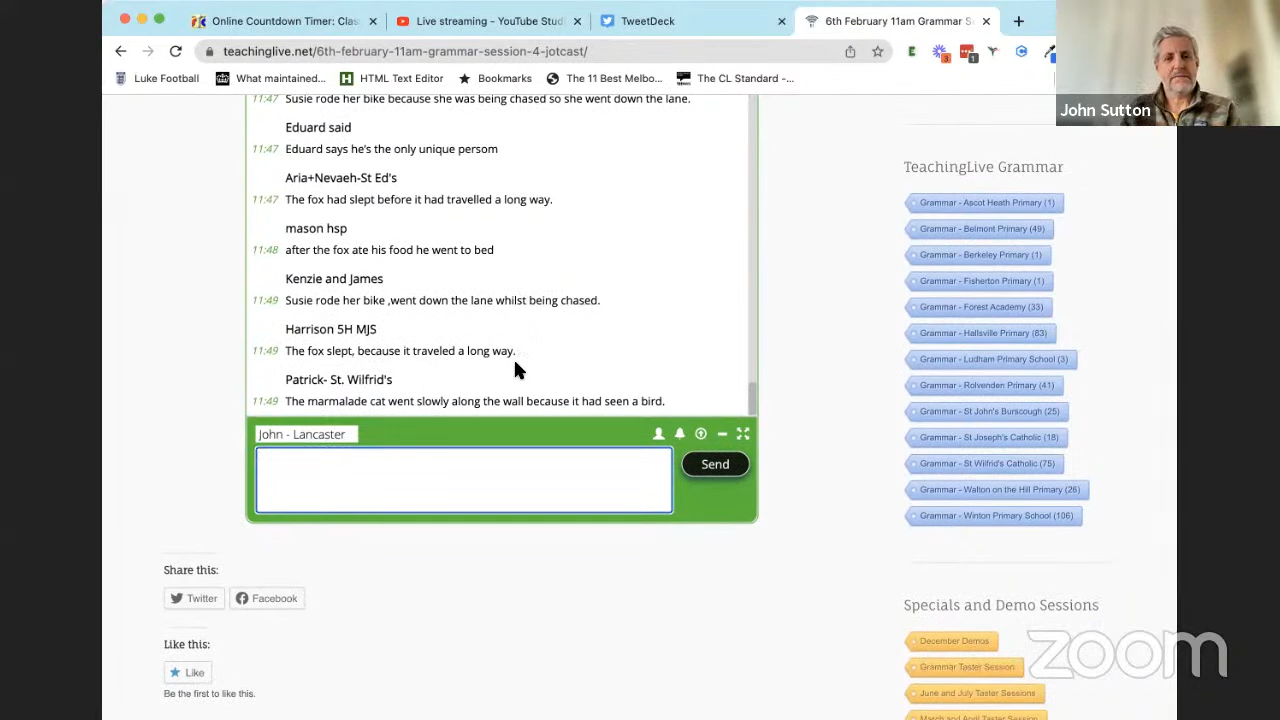 Online Countdown Timer: Clas
Live streaming - YouTube Studi
TweetDeck
6th February 11am Grammar S
teachinglive.net/6th-february-11am-grammar-session-4-jotcast/
3
1
Luke Football
What maintained...
HTML Text Editor
Bookmarks
The 11 Best Melbo...
The CL Standard -...
John Sutton
11:47 Susie rode her bike because she was being chased so she went down the lane.
Eduard said
11:47 Eduard says he's the only unique persom
Aria+Nevaeh-St Ed's
11:47 The fox had slept before it had travelled a long way.
mason hsp
11:48 after the fox ate his food he went to bed
Kenzie and James
11:49 Susie rode her bike ,went down the lane whilst being chased.
Harrison 5H MJS
11:49 The fox slept, because it traveled a long way.
Patrick- St. Wilfrid's
11:49 The marmalade cat went slowly along the wall because it had seen a bird.
John - Lancaster
Send
Share this:
Twitter
Facebook
Like this:
Like
Be the first to like this.
TeachingLive Grammar
Grammar - Ascot Heath Primary (1)
Grammar - Belmont Primary (49)
Grammar - Berkeley Primary (1)
Grammar - Fisherton Primary (1)
Grammar - Forest Academy (33)
Grammar - Hallsville Primary (83)
Grammar - Ludham Primary School (3)
Grammar - Rolvenden Primary (41)
Grammar - St John's Burscough (25)
Grammar - St Joseph's Catholic (18)
Grammar - St Wilfrid's Catholic (75)
Grammar - Walton on the Hill Primary (26)
Grammar - Winton Primary School (106)
Specials and Demo Sessions
December Demos
Grammar Taster Session
June and July Taster Sessions
March and April Taster Session
zoom